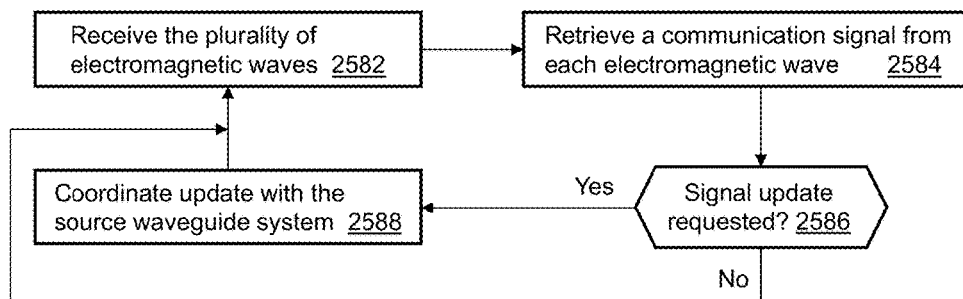 Receive the plurality of
electromagnetic waves 2582
Retrieve a communication signal from
each electromagnetic wave 2584
Signal update
requested? 2586
Yes
Coordinate update with the
source waveguide system 2588
No